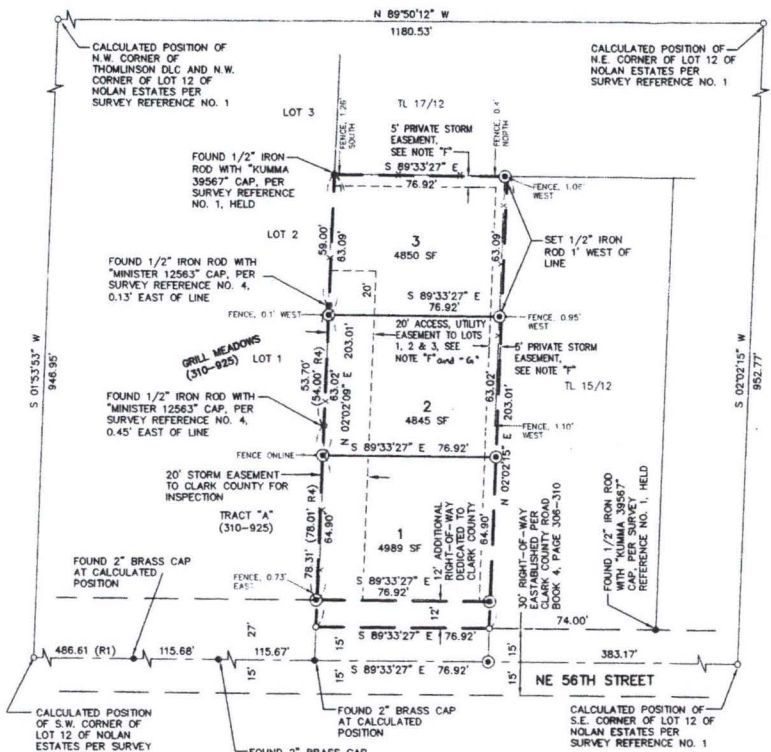 N 89°50'12" W
1180.53'
CALCULATED POSITION OF
N.W. CORNER OF
THOMLINSON DLC AND N.W.
CORNER OF LOT 12 OF
NOLAN ESTATES PER
SURVEY REFERENCE NO. 1
CALCULATED POSITION OF
N.E. CORNER OF LOT 12 OF
NOLAN ESTATES PER
SURVEY REFERENCE NO. 1
LOT 3
FENCE, 1.26'
SOUTH
TL 17/12
FENCE, 0.4'
NORTH
5' PRIVATE STORM
EASEMENT,
SEE NOTE "F"
S 89°33'27" E
76.92'
FOUND 1/2" IRON
ROD WITH "KUMMA
39567" CAP, PER
SURVEY REFERENCE
NO. 1, HELD
FENCE, 1.06'
WEST
LOT 2
59.00'
63.09'
3
4850 SF
63.09'
SET 1/2" IRON
ROD 1' WEST OF
LINE
FOUND 1/2" IRON ROD WITH
"MINISTER 12563" CAP, PER
SURVEY REFERENCE NO. 4,
0.13' EAST OF LINE
20'
S 89°33'27" E
76.92'
FENCE, 0.1' WEST
FENCE, 0.95'
WEST
20' ACCESS, UTILITY
EASEMENT TO LOTS
1, 2 & 3, SEE
NOTE "F" and "G"
5' PRIVATE STORM
EASEMENT,
SEE NOTE "F"
TL 15/12
S 01°53'53" W
946.95'
GRILL MEADOWS
(310-925)
LOT 1
53.70'
(54.00' R4)
63.02'
N 02°02'09" E 203.01'
2
4845 SF
63.02'
N 02°02'15" E 203.01'
S 02°02'15" W
952.77'
FOUND 1/2" IRON ROD WITH
"MINISTER 12563" CAP, PER
SURVEY REFERENCE NO. 4,
0.45' EAST OF LINE
FENCE, 1.10'
WEST
S 89°33'27" E 76.92'
FENCE ONLINE
20' STORM EASEMENT
TO CLARK COUNTY FOR
INSPECTION
TRACT "A"
(310-925)
78.31' (78.01' R4)
64.90'
1
4989 SF
12' ADDITIONAL
RIGHT-OF-WAY
DEDICATED TO
CLARK COUNTY
64.90'
30' RIGHT-OF-WAY
EASTABLISHED PER
CLARK COUNTY ROAD
BOOK 4, PAGE 306-310
FOUND 1/2" IRON ROD
WITH "KUMMA 39567"
CAP, PER SURVEY
REFERENCE NO. 1, HELD
FOUND 2" BRASS CAP
AT CALCULATED
POSITION
FENCE, 0.73'
EAST
S 89°33'27" E
76.92'
12'
74.00'
27'
15'
S 89°33'27" E 76.92'
15'
486.61 (R1)
115.68'
115.67'
15'
15'
S 89°33'27" E 76.92'
15'
383.17'
NE 56TH STREET
CALCULATED POSITION
OF S.W. CORNER OF
LOT 12 OF NOLAN
ESTATES PER SURVEY
FOUND 2" BRASS CAP
FOUND 2" BRASS CAP
AT CALCULATED
POSITION
CALCULATED POSITION OF
S.E. CORNER OF LOT 12 OF
NOLAN ESTATES PER
SURVEY REFERENCE NO. 1